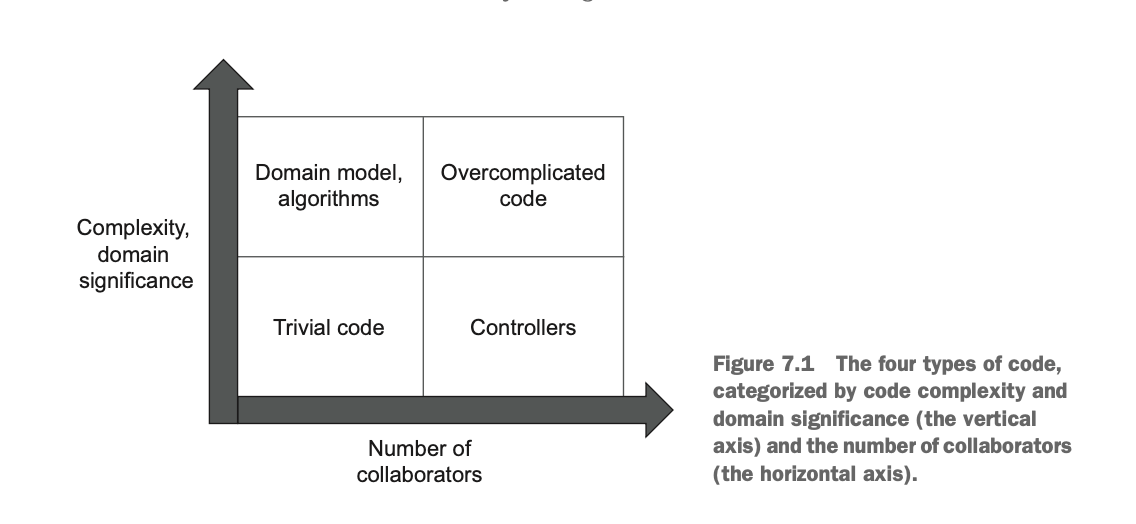 Complexity,
domain
significance
Domain model,
algorithms
Overcomplicated
code
Trivial code
Controllers
Number of
collaborators
Figure 7.1 The four types of code,
categorized by code complexity and
domain significance (the vertical
axis) and the number of collaborators
(the horizontal axis).